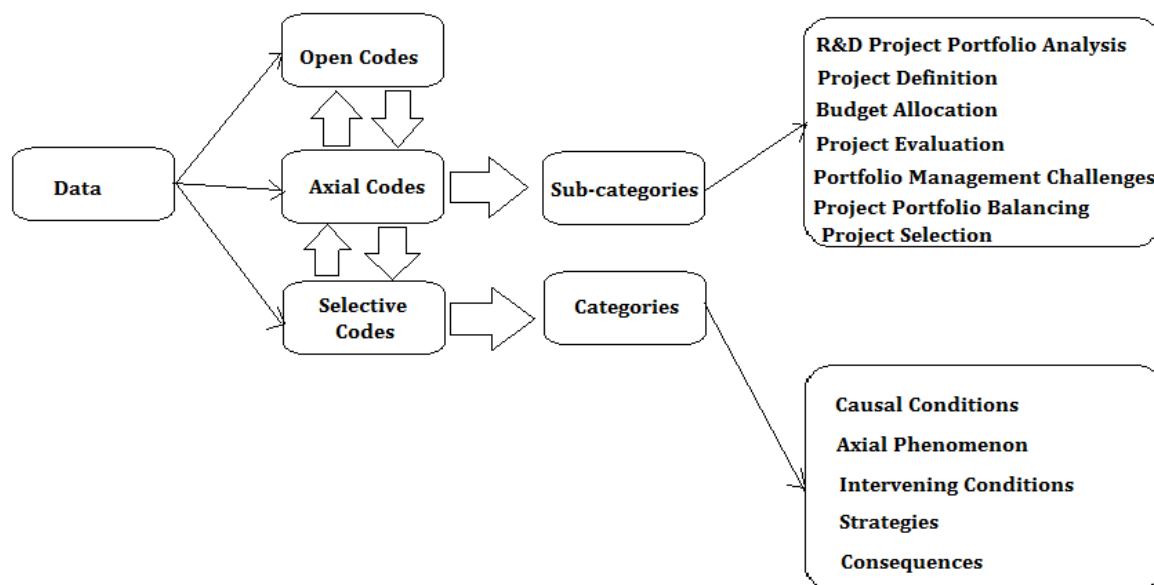 Open Codes
Data
Axial Codes
Selective
Codes
Sub-categories
Categories
R&D Project Portfolio Analysis
Project Definition
Budget Allocation
Project Evaluation
Portfolio Management Challenges
Project Portfolio Balancing
Project Selection
Causal Conditions
Axial Phenomenon
Intervening Conditions
Strategies
Consequences